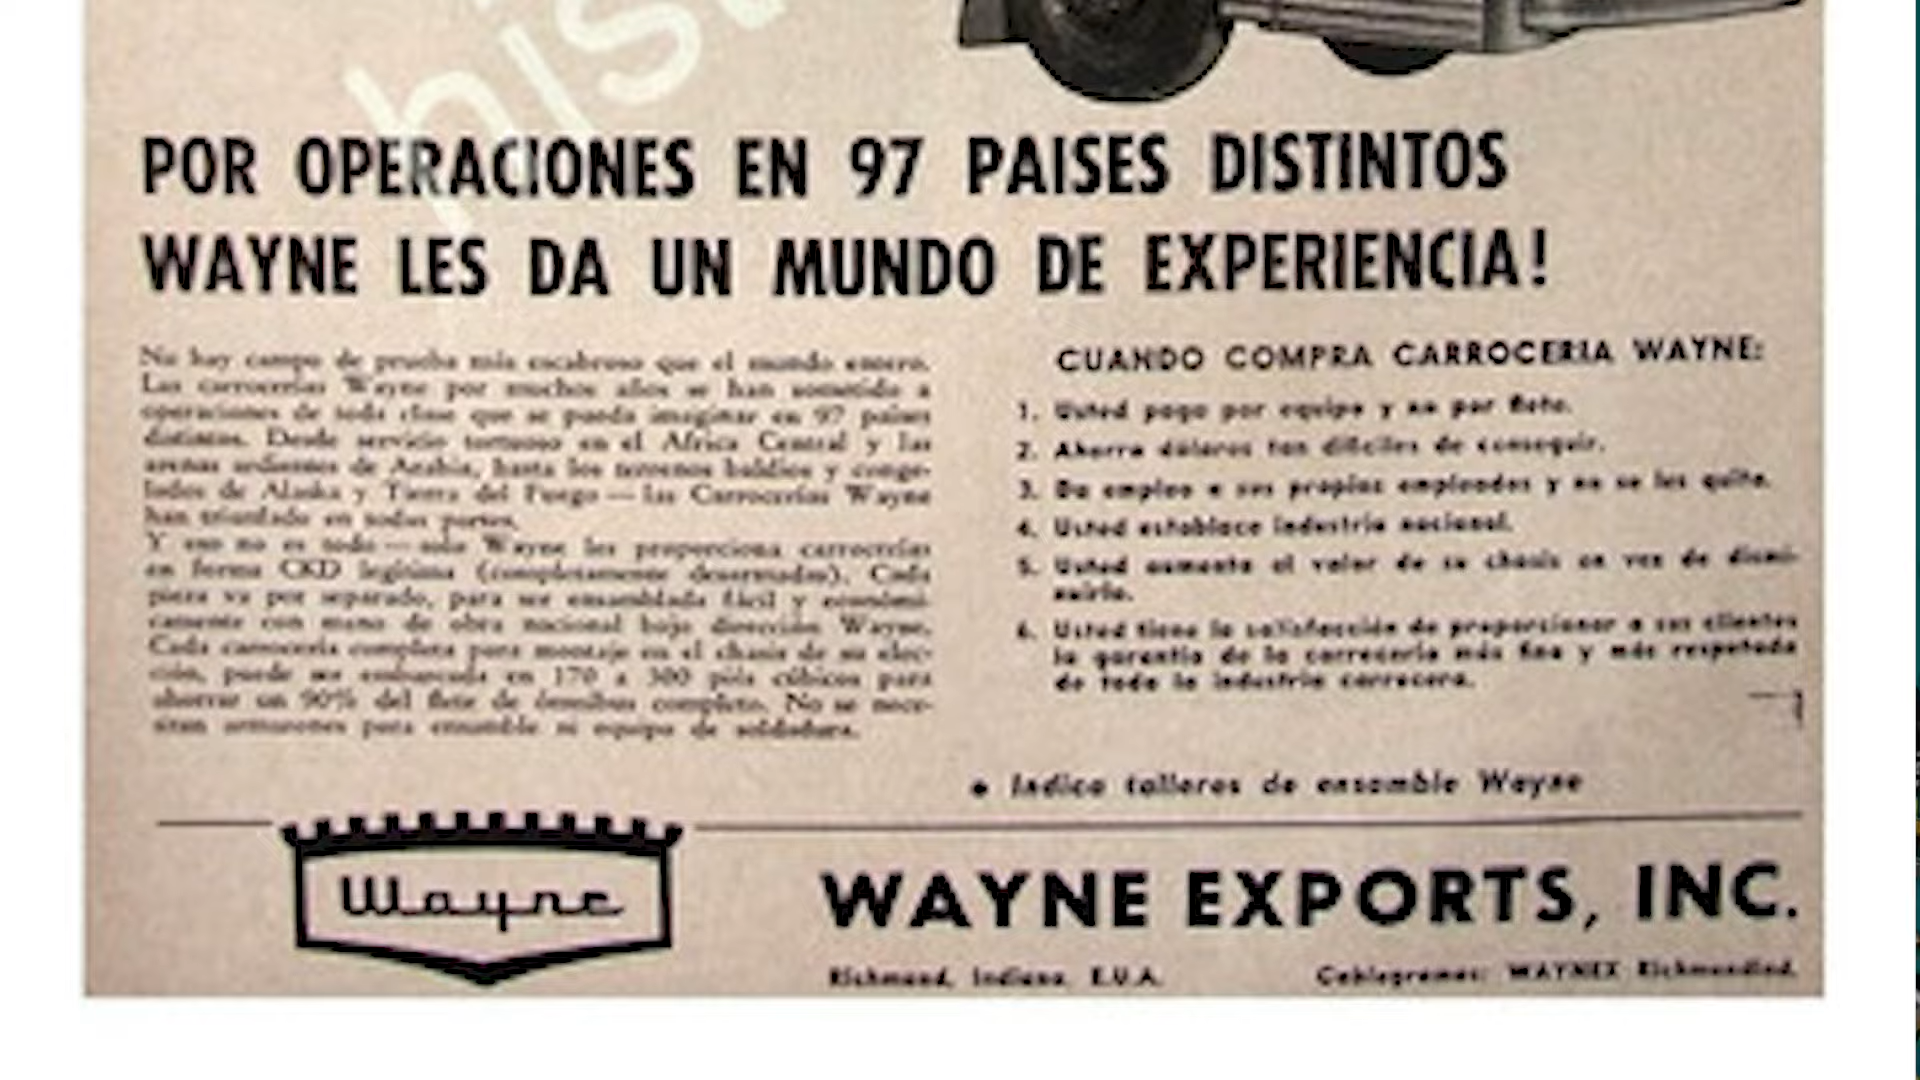 his
POR OPERACIONES EN 97 PAISES DISTINTOS
WAYNE LES DA UN MUNDO DE EXPERIENCIA!
No hay campo de prueba más escabroso que el mundo entero.
Las carrocerías Wayne por muchos años se han sometido a
operaciones de toda clase que se pueda imaginar en 97 países
distintos. Desde servicio tortuoso en el Africa Central y las
arenas ardientes de Arabia, hasta los terrenos baldíos y conge-
lados de Alaska y Tierra del Fuego — las Carrocerías Wayne
han triunfado en todas partes.
Y eso no es todo — sólo Wayne les proporciona carrocerías
en forma CKD legítima (completamente desarmadas). Cada
pieza va por separado, para ser ensamblada fácil y económi-
camente con mano de obra nacional bajo dirección Wayne.
Cada carrocería completa para montaje en el chasis de su elec-
ción, puede ser embarcada en 170 a 300 piés cúbicos para
ahorrar un 90% del flete de ómnibus completo. No se nece-
sitan armazones para ensamble ni equipo de soldadura.
CUANDO COMPRA CARROCERIA WAYNE:
1. Usted paga por equipo y no por flete.
2. Ahorra dólares tan difíciles de conseguir.
3. Da empleo a sus propios empleados y no se los quita.
4. Usted establece industria nacional.
5. Usted aumenta el valor de su chasis en vez de dismi-
nuirlo.
6. Usted tiene la satisfacción de proporcionar a sus clientes
la garantía de la carrocería más fina y más respetada
de toda la industria carrocera.
● Indica talleres de ensamble Wayne
Wayne
WAYNE EXPORTS, INC.
Richmond, Indiana, E.U.A. Cablegramas: WAYNEX Richmondind.